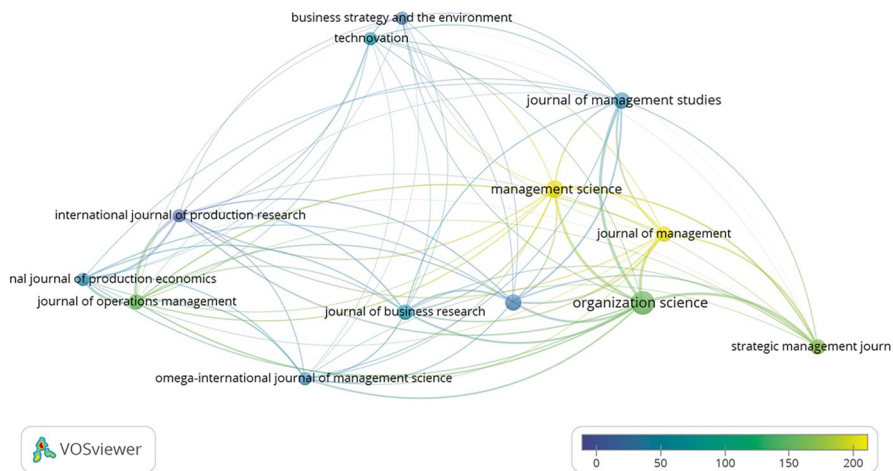 business strategy and the environment
technovation
journal of management studies
management science
international journal of production research
journal of management
nal journal of production economics
journal of operations management
organization science
journal of business research
strategic management journ
omega-international journal of management science
VOSviewer
0 50 100 150 200